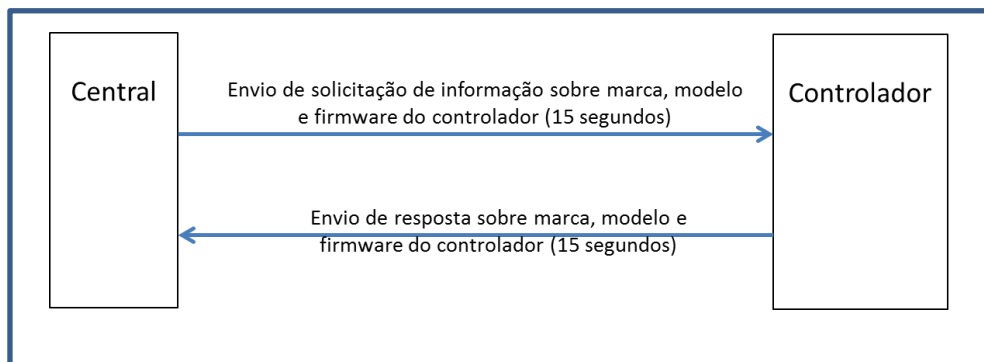 Central
Envio de solicitação de informação sobre marca, modelo
e firmware do controlador (15 segundos)
Controlador
Envio de resposta sobre marca, modelo e
firmware do controlador (15 segundos)